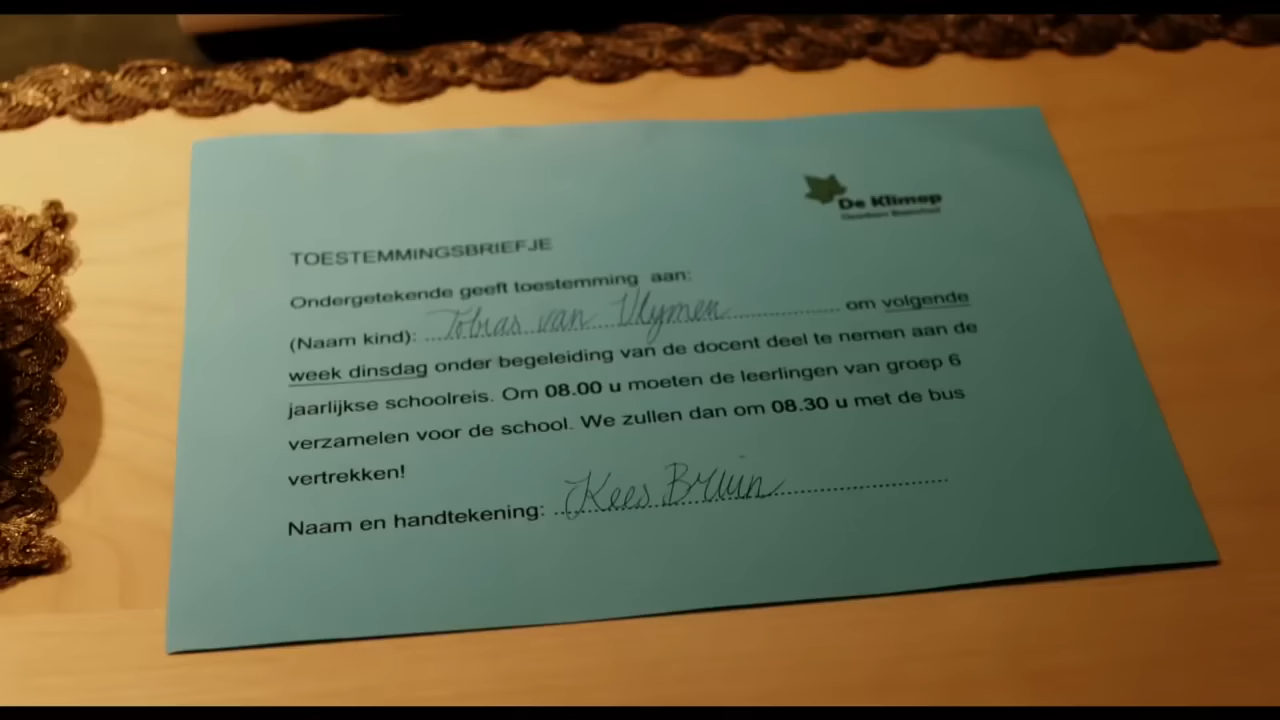 De Klimop
TOESTEMMINGSBRIEFJE
Ondergetekende geeft toestemming aan:
(Naam kind): Tobias van Vlymen om volgende
week dinsdag onder begeleiding van de docent deel te nemen aan de
jaarlijkse schoolreis. Om 08.00 u moeten de leerlingen van groep 6
verzamelen voor de school. We zullen dan om 08.30 u met de bus
vertrekken!
Naam en handtekening: Kees Bruin